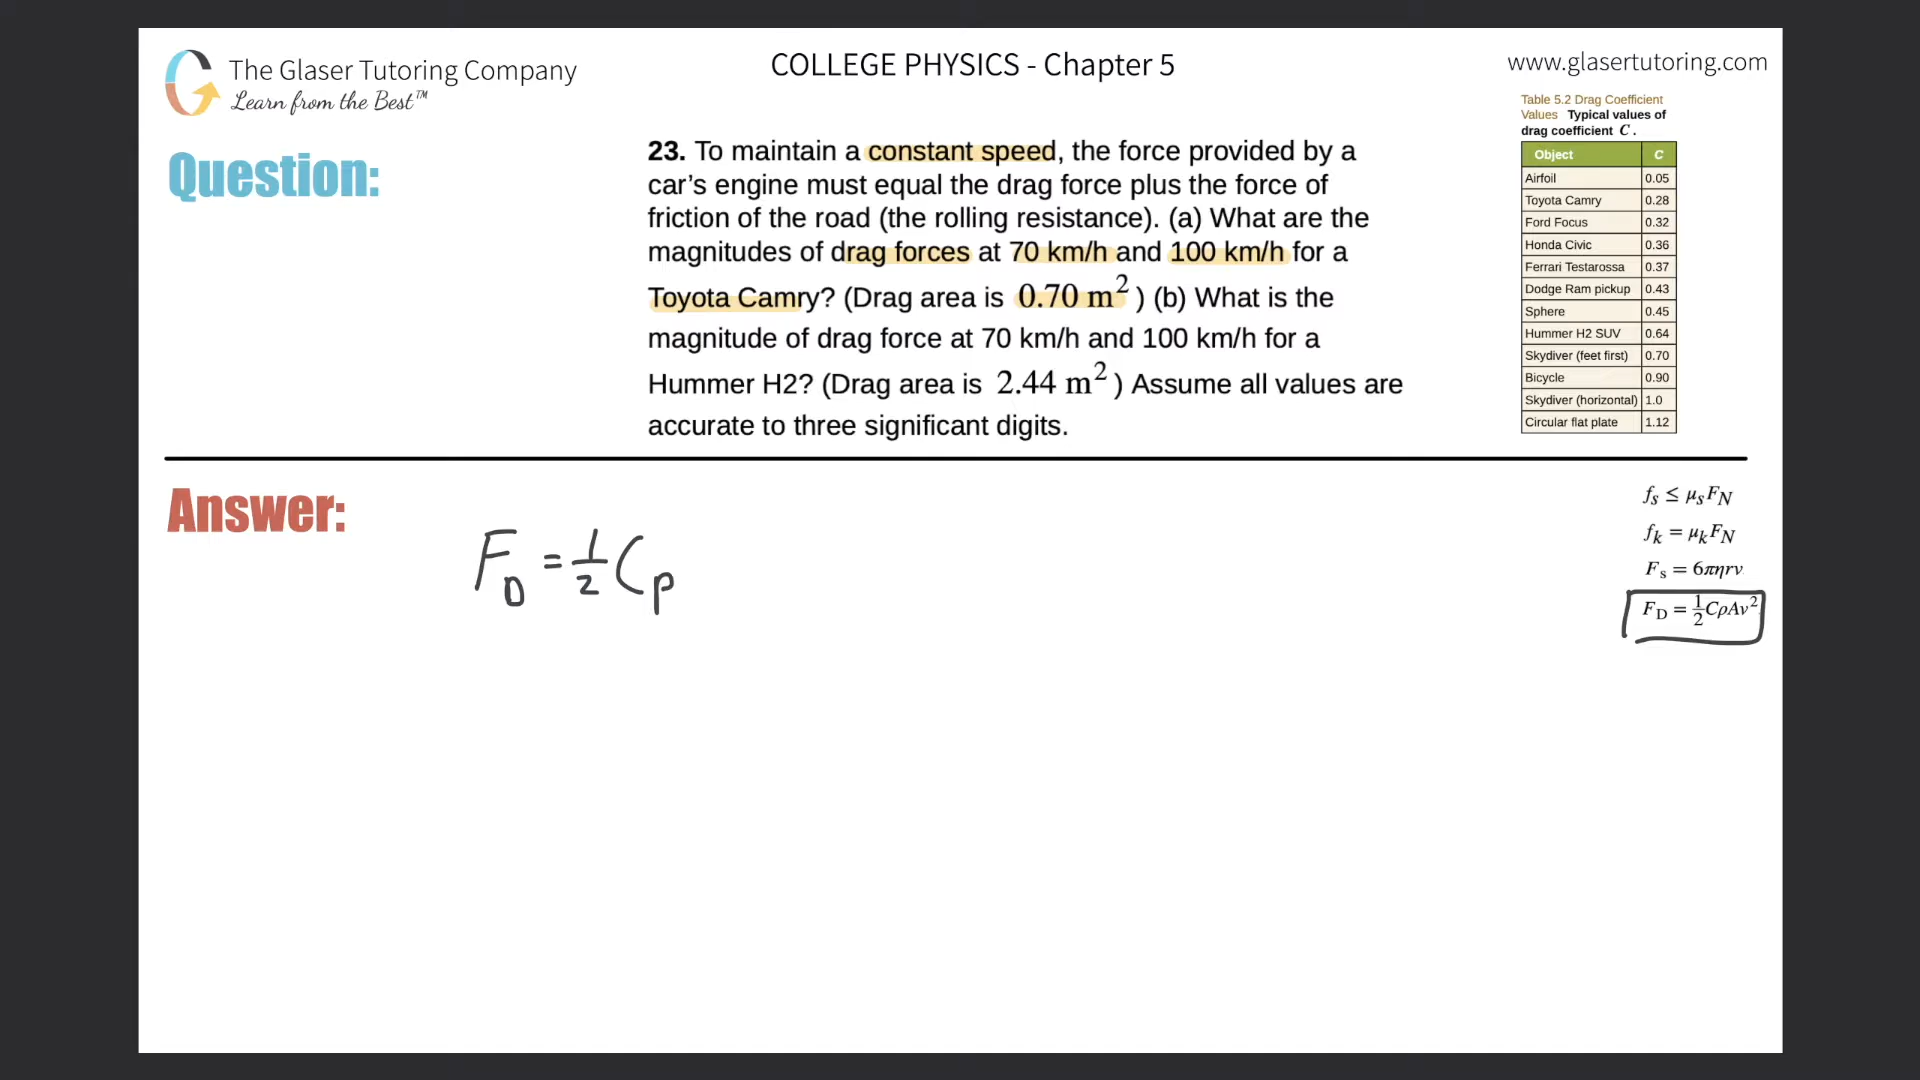 The Glaser Tutoring Company
Learn from the Best™
COLLEGE PHYSICS - Chapter 5
www.glasertutoring.com
Question:
23. To maintain a constant speed, the force provided by a
car’s engine must equal the drag force plus the force of
friction of the road (the rolling resistance). (a) What are the
magnitudes of drag forces at 70 km/h and 100 km/h for a
Toyota Camry? (Drag area is 0.70 m²) (b) What is the
magnitude of drag force at 70 km/h and 100 km/h for a
Hummer H2? (Drag area is 2.44 m²) Assume all values are
accurate to three significant digits.
Table 5.2 Drag Coefficient
Values Typical values of
drag coefficient C.
Object C
Airfoil 0.05
Toyota Camry 0.28
Ford Focus 0.32
Honda Civic 0.36
Ferrari Testarossa 0.37
Dodge Ram pickup 0.43
Sphere 0.45
Hummer H2 SUV 0.64
Skydiver (feet first) 0.70
Bicycle 0.90
Skydiver (horizontal) 1.0
Circular flat plate 1.12
Answer:
F_D = 1/2 Cρ
f_s ≤ μ_s F_N
f_k = μ_k F_N
F_s = 6πηrv
F_D = 1/2 CρAv²